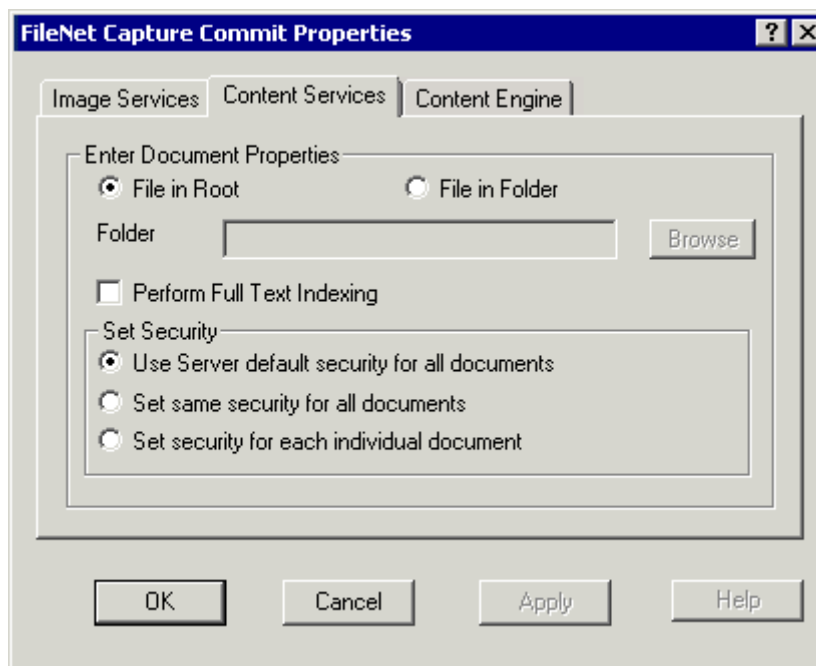 FileNet Capture Commit Properties
Image Services Content Services Content Engine
Enter Document Properties
File in Root File in Folder
Folder Browse
Perform Full Text Indexing
Set Security
Use Server default security for all documents
Set same security for all documents
Set security for each individual document
OK Cancel Apply Help